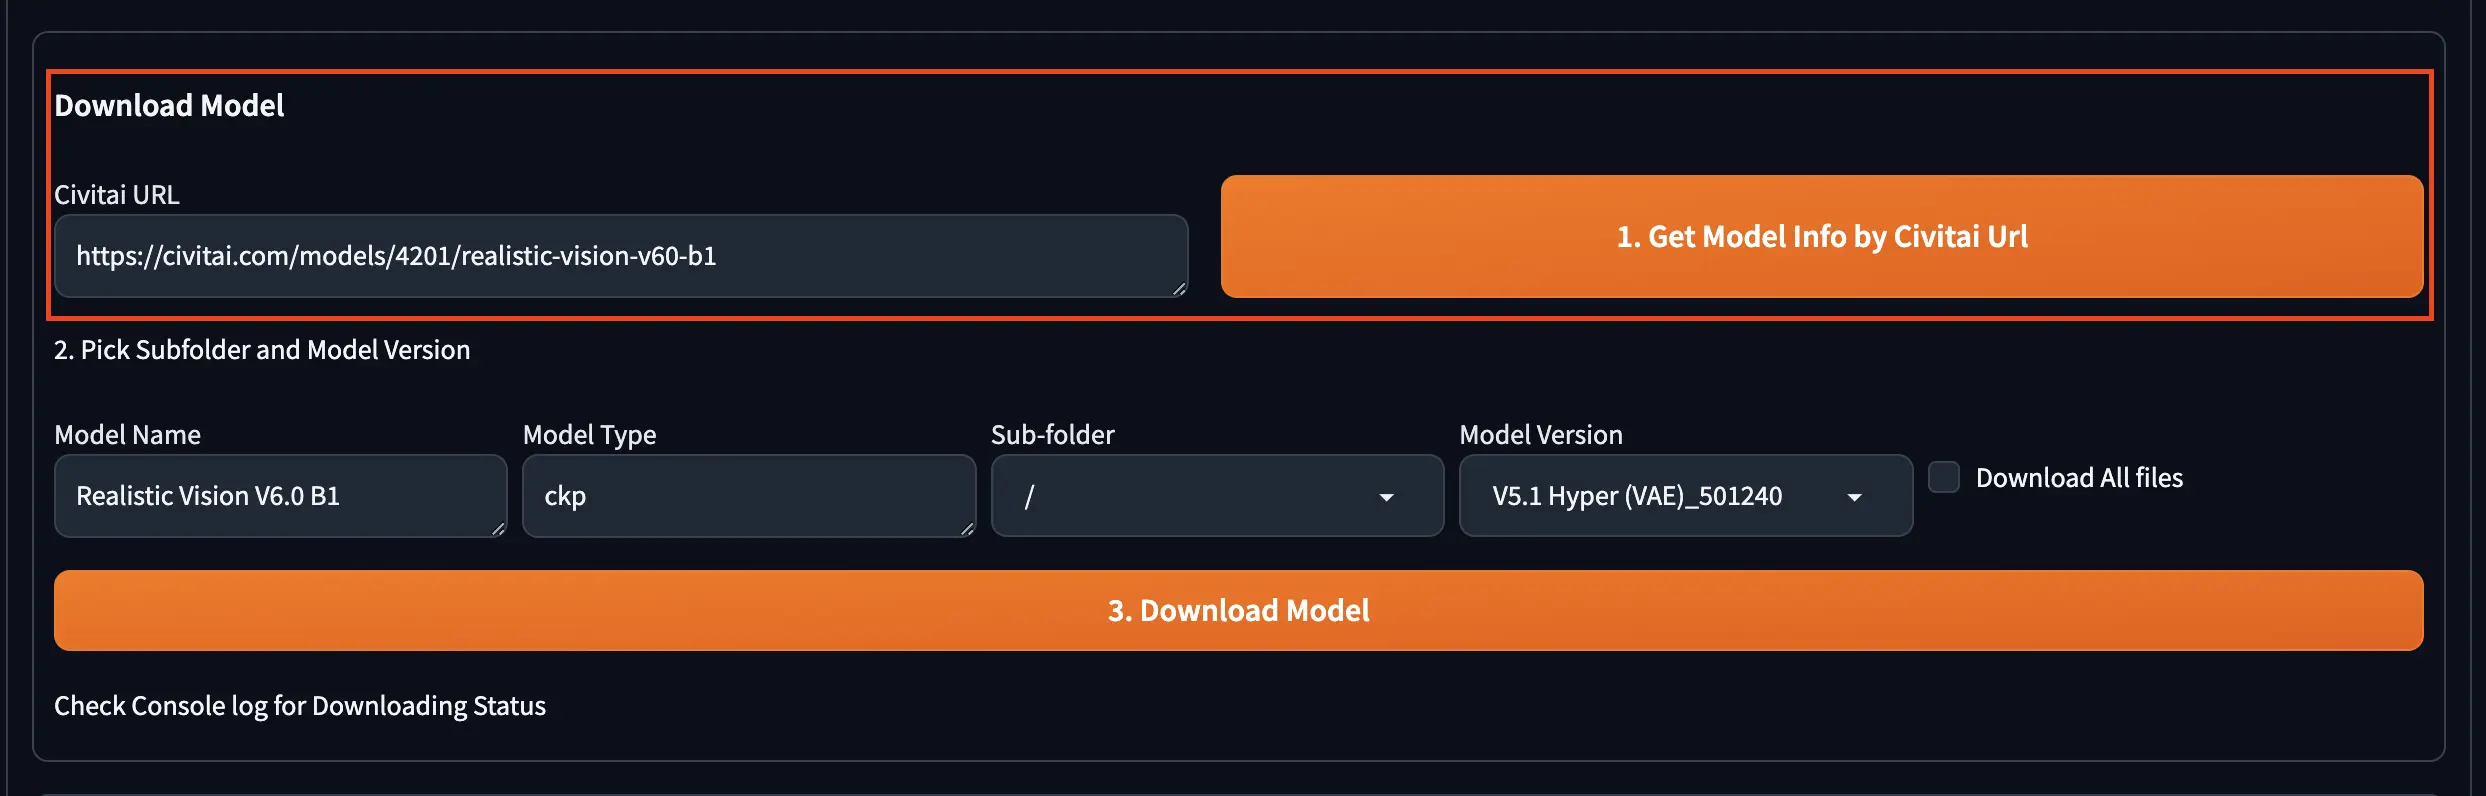 Download Model
Civitai URL
https://civitai.com/models/4201/realistic-vision-v60-b1
1. Get Model Info by Civitai Url
2. Pick Subfolder and Model Version
Model Name
Realistic Vision V6.0 B1
Model Type
ckp
Sub-folder
/
Model Version
V5.1 Hyper (VAE)_501240
Download All files
3. Download Model
Check Console log for Downloading Status